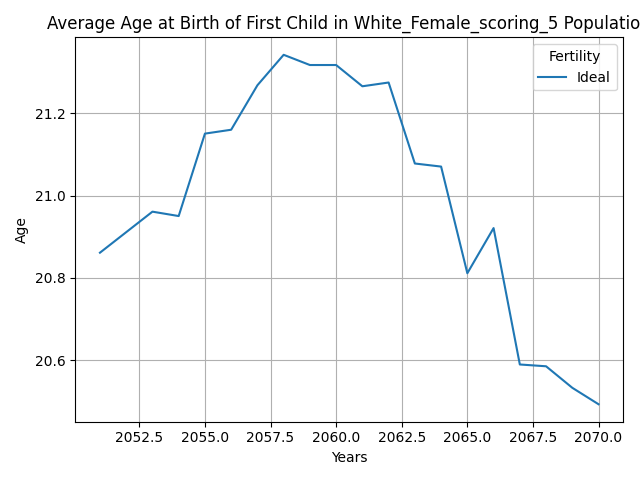 Average Age at Birth of First Child in White_Female_scoring_5 Populatio
Fertility
Ideal
21.2
21.0
20.8
20.6
Age
2052.5 2055.0 2057.5 2060.0 2062.5 2065.0 2067.5 2070.0
Years